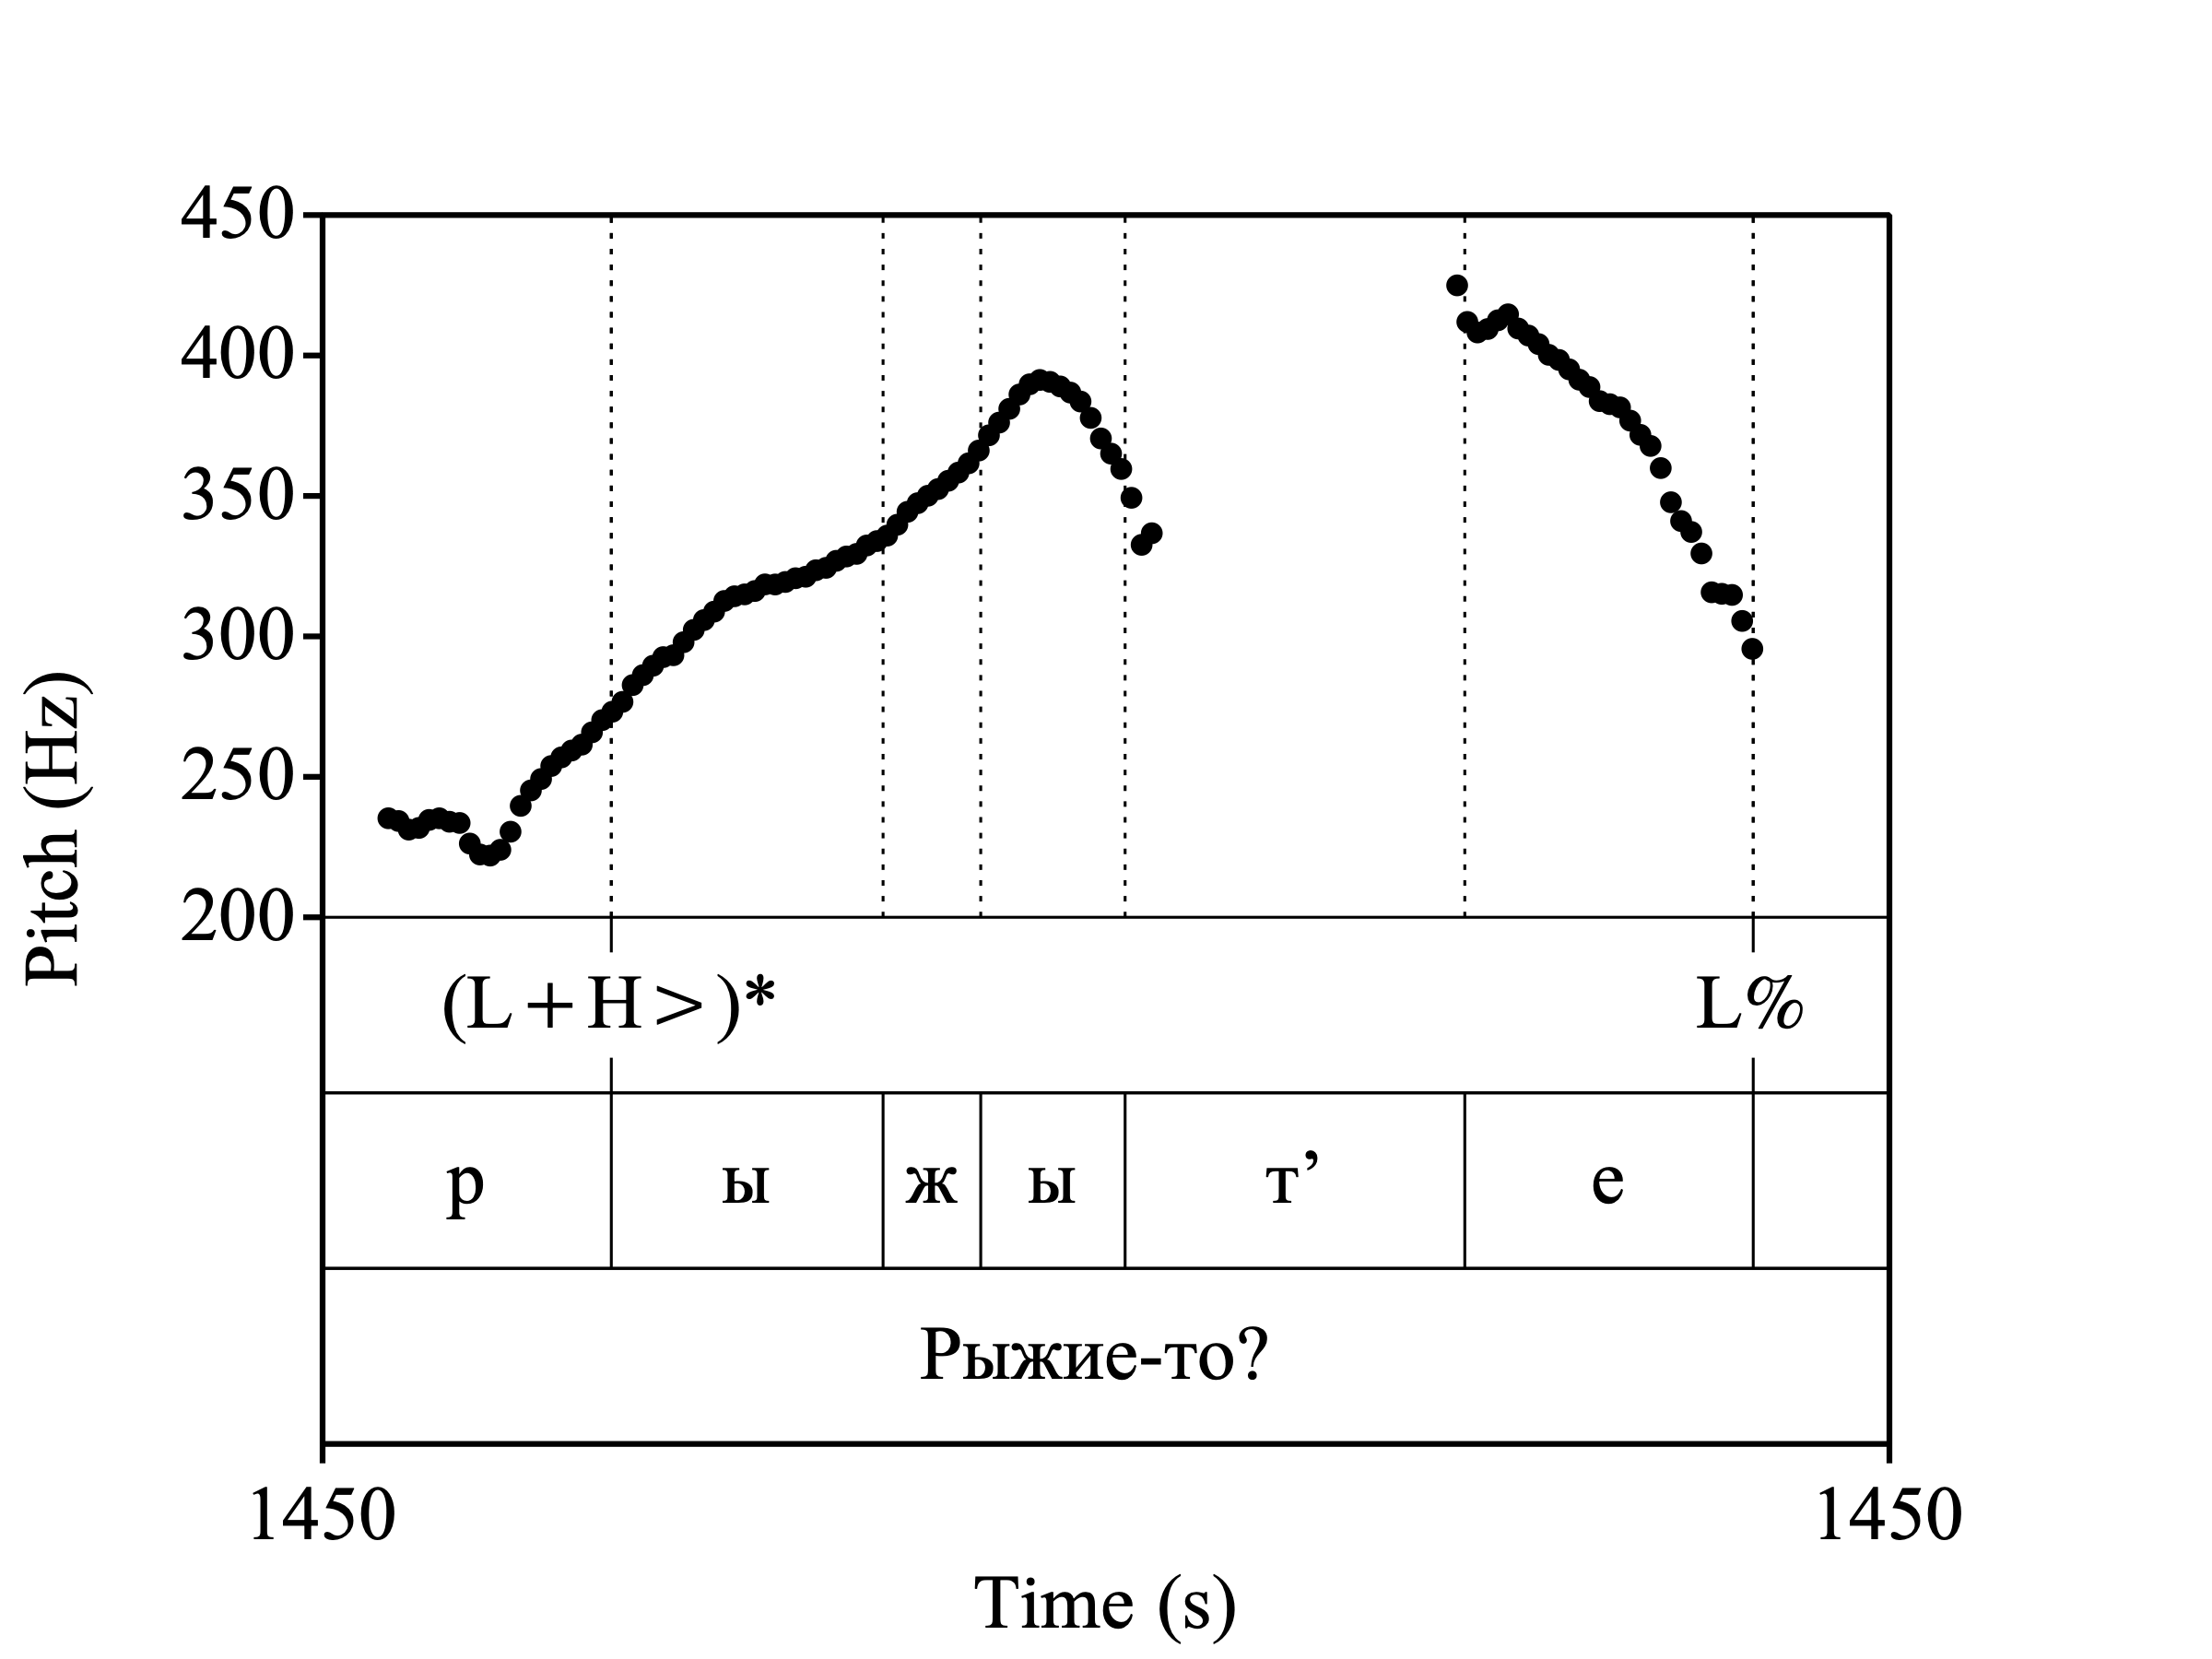 450
400
350
300
250
200
Pitch (Hz)
(L+H>)* L%
р ы ж ы т’ е
Рыжие-то?
1450 1450
Time (s)